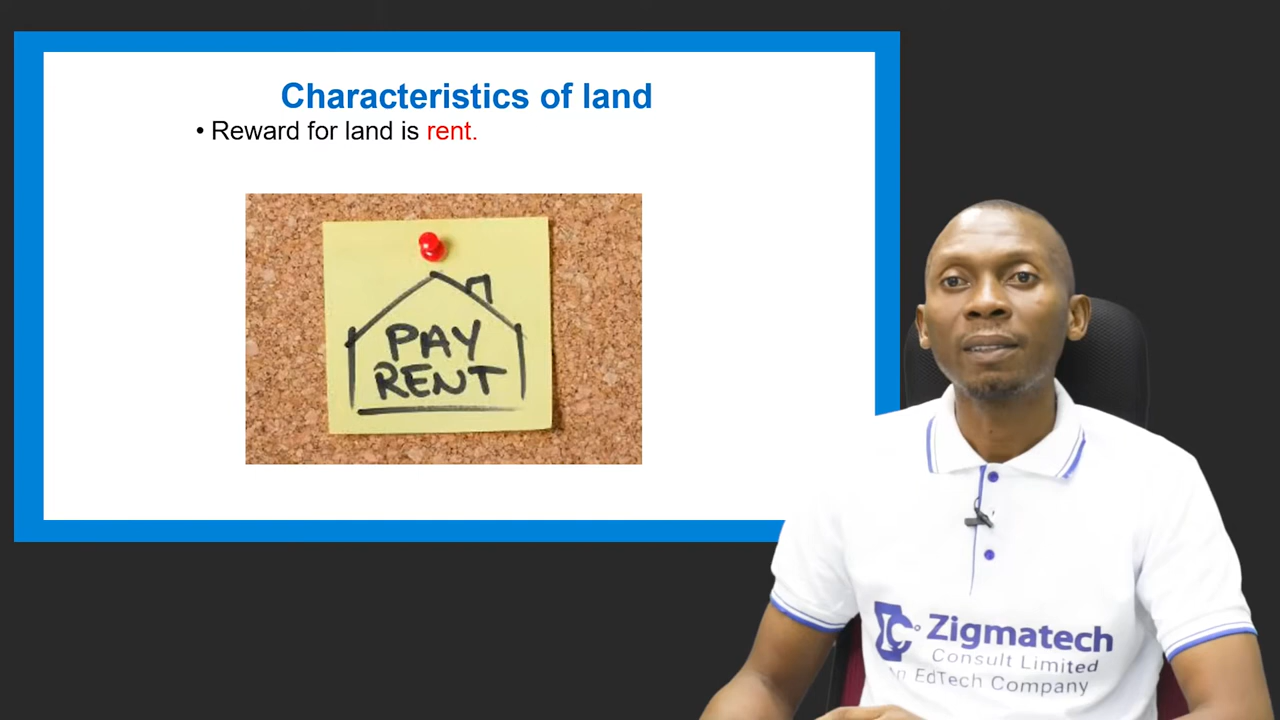 Characteristics of land
• Reward for land is rent.
PAY
RENT
Zigmatech
Consult Limited
An EdTech Company